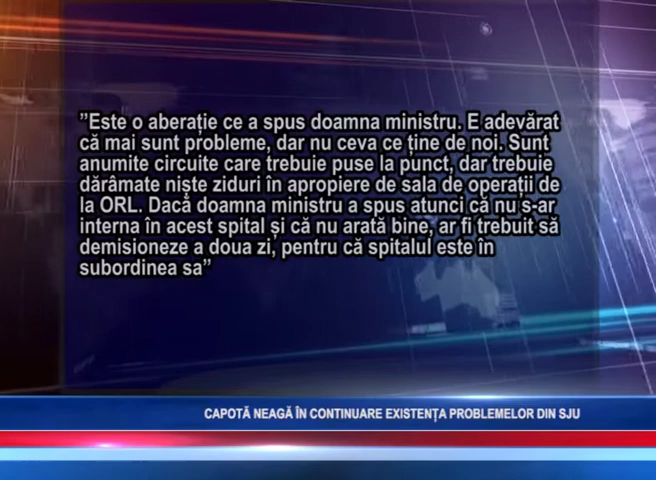 ”Este o aberație ce a spus doamna ministru. E adevărat
că mai sunt probleme, dar nu ceva ce ține de noi. Sunt
anumite circuite care trebuie puse la punct, dar trebuie
dărâmate niște ziduri în apropiere de sala de operații de
la ORL. Dacă doamna ministru a spus atunci că nu s-ar
interna în acest spital și că nu arată bine, ar fi trebuit să
demisioneze a doua zi, pentru că spitalul este în
subordinea sa”
CAPOTĂ NEAGĂ ÎN CONTINUARE EXISTENȚA PROBLEMELOR DIN SJU